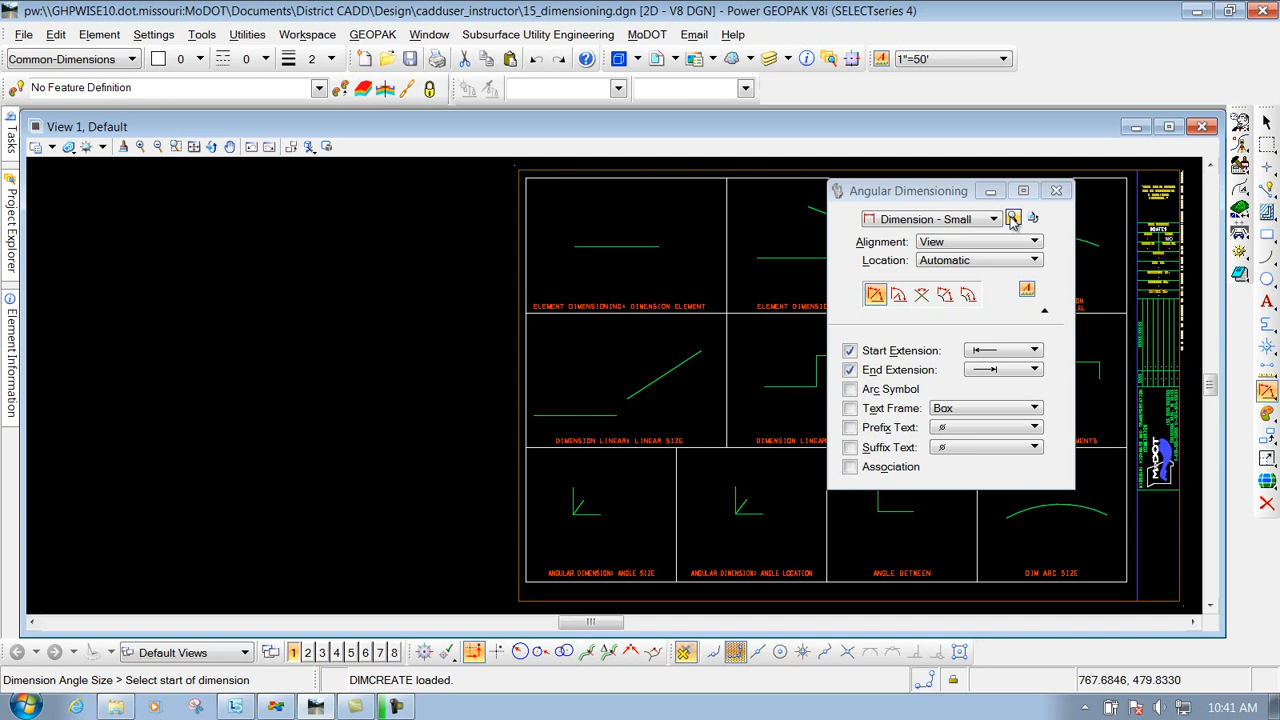 pw:\\GHPWISE10.dot.missouri:MoDOT\Documents\District CADD\Design\cadduser_instructor\15_dimensioning.dgn [2D - V8 DGN] - Power GEOPAK V8i (SELECTseries 4)
File Edit Element Settings Tools Utilities Workspace GEOPAK Window Subsurface Utility Engineering MoDOT Email Help
Common-Dimensions 0 0 2 1"=50'
No Feature Definition
View 1, Default
Tasks
Project Explorer
Element Information
Angular Dimensioning
Dimension - Small
Alignment: View
Location: Automatic
Start Extension:
End Extension:
Arc Symbol
Text Frame: Box
Prefix Text: ø
Suffix Text: ø
Association
ELEMENT DIMENSIONING: DIMENSION ELEMENT
ELEMENT
DIMENSION LINEAR: LINEAR SIZE
DIMENSION
ANGULAR DIMENSION: ANGLE SIZE
ANGULAR DIMENSION: ANGLE LOCATION
ANGLE BETWEEN
DIM ARC SIZE
MoDOT
Default Views 1 2 3 4 5 6 7 8
Dimension Angle Size > Select start of dimension
DIMCREATE loaded.
767.6846, 479.8330
10:41 AM